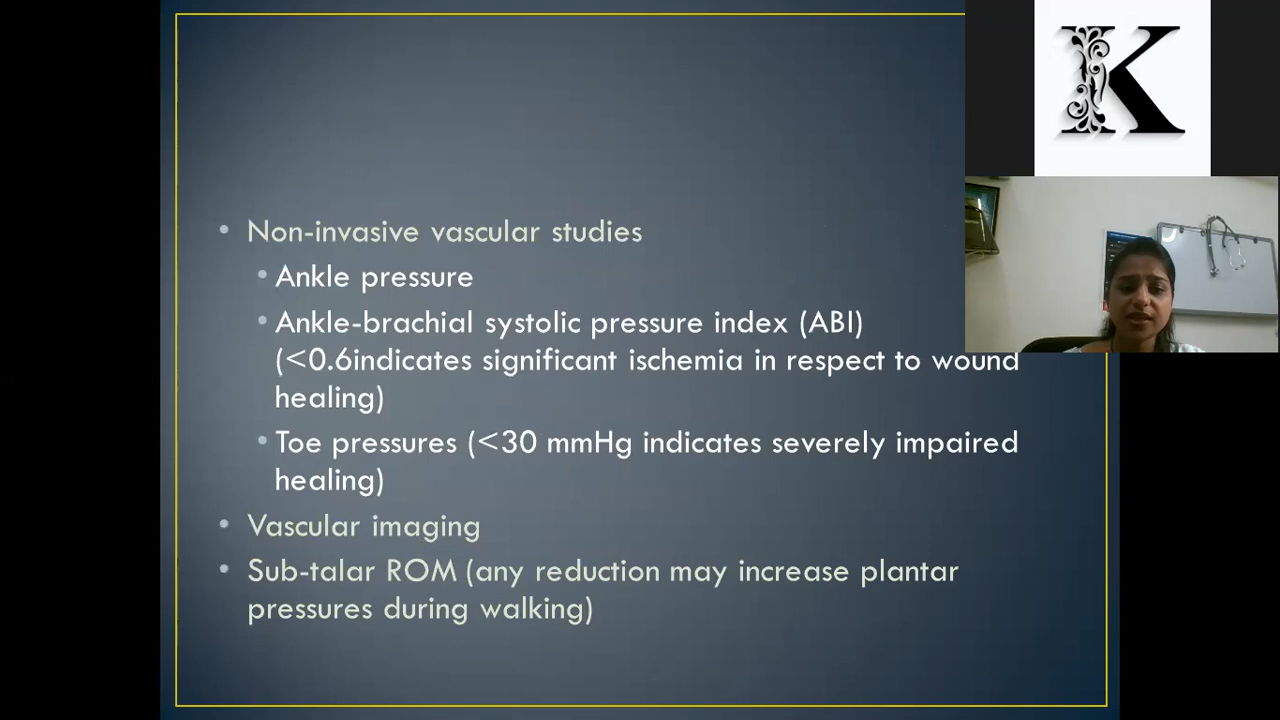 K
Non-invasive vascular studies
Ankle pressure
Ankle-brachial systolic pressure index (ABI)
(<0.6indicates significant ischemia in respect to wound
healing)
Toe pressures (<30 mmHg indicates severely impaired
healing)
Vascular imaging
Sub-talar ROM (any reduction may increase plantar
pressures during walking)